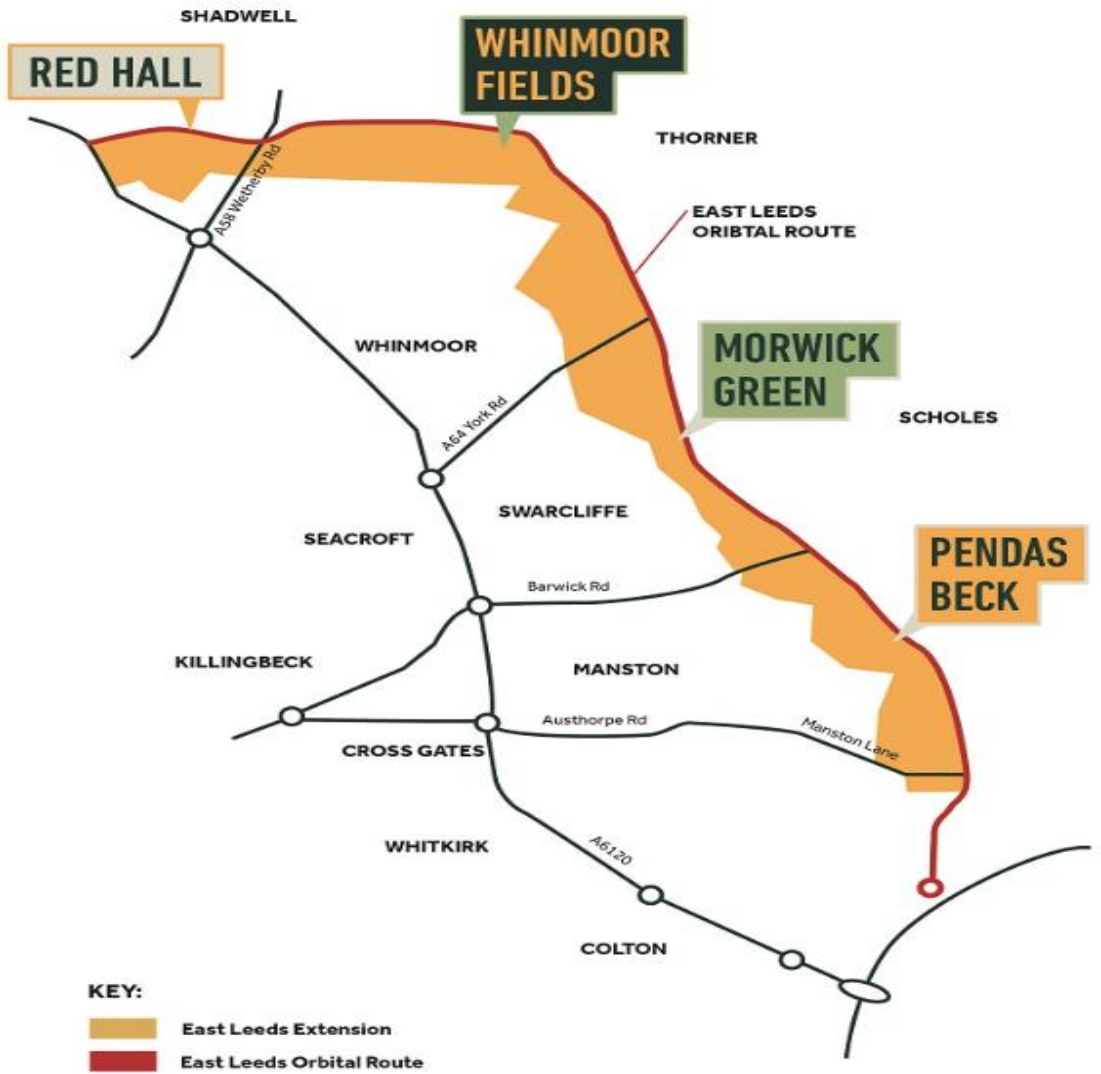 SHADWELL
RED HALL
WHINMOOR
FIELDS
THORNER
A58 Wetherby Rd
EAST LEEDS
ORIBTAL ROUTE
WHINMOOR
MORWICK
GREEN
SCHOLES
A64 York Rd
SWARCLIFFE
SEACROFT
PENDAS
BECK
Barwick Rd
KILLINGBECK
MANSTON
Austhorpe Rd
Manston Lane
CROSS GATES
WHITKIRK
A6120
COLTON
KEY:
East Leeds Extension
East Leeds Orbital Route